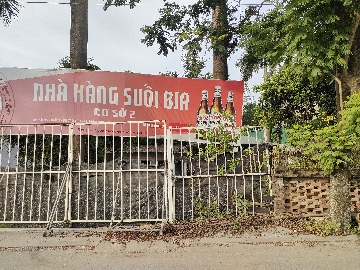 NHÀ HÀNG SUỐI BIA
CƠ SỞ 2